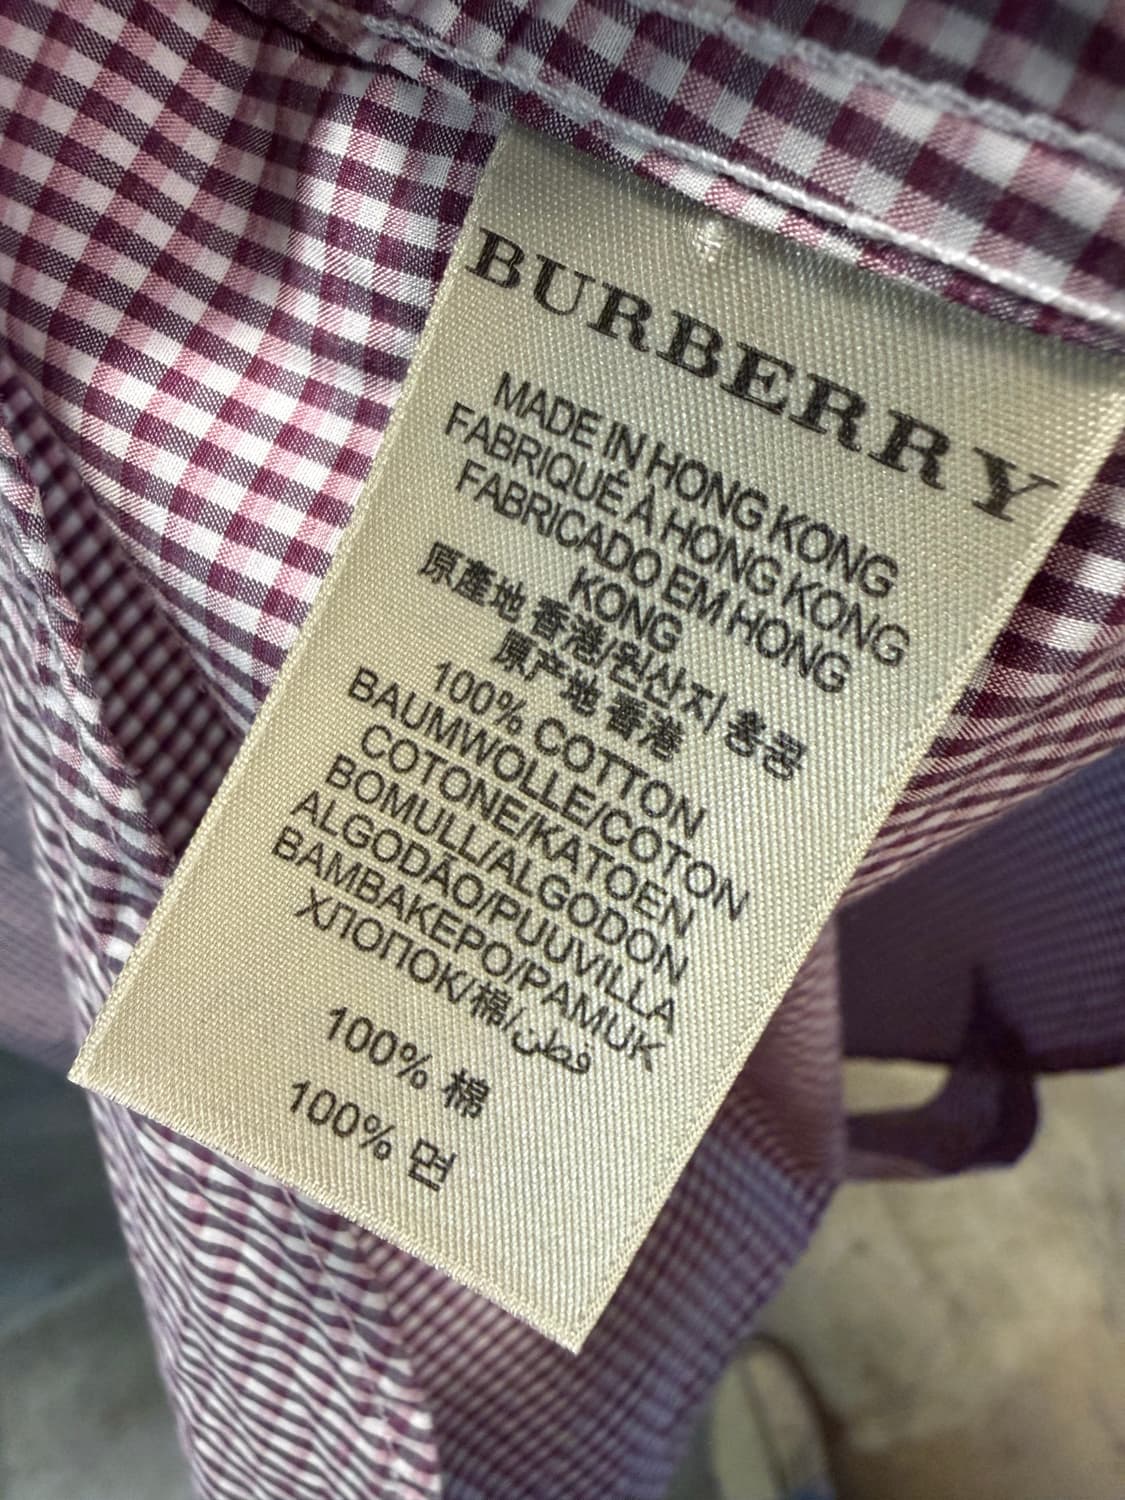 BURBERRY
MADE IN HONG KONG
FABRIQUÉ À HONG KONG
FABRICADO EM HONG
KONG
原產地 香港/원산지 홍콩
原产地 香港
100% COTTON
BAUMWOLLE/COTON
COTONE/KATOEN
BOMULL/ALGODON
ALGODÃO/PUUVILLA
ΒΑΜΒΑΚΕΡΟ/PAMUK
ХЛОПОК/棉/قطن
100% 棉
100% 면